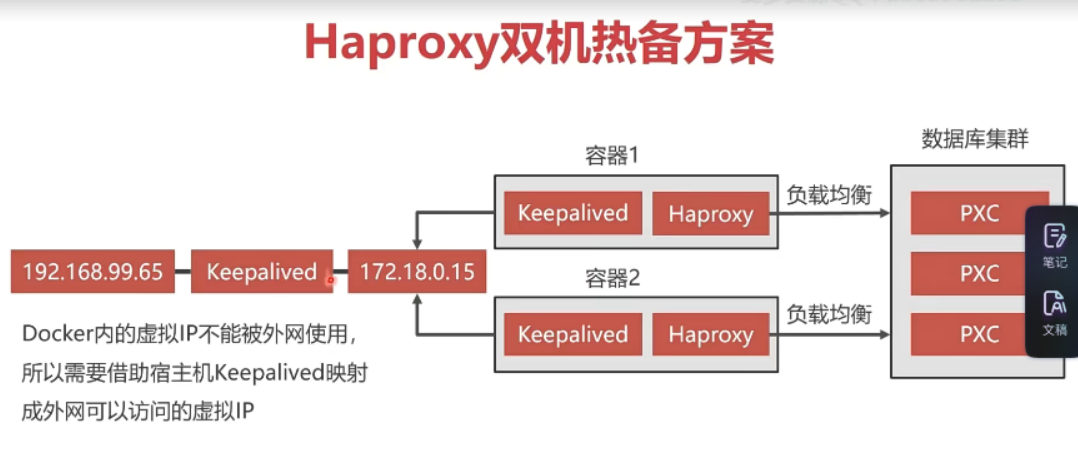 Haproxy双机热备方案
数据库集群
容器1
Keepalived
Haproxy
负载均衡
PXC
192.168.99.65
Keepalived
172.18.0.15
PXC
容器2
Keepalived
Haproxy
负载均衡
PXC
Docker内的虚拟IP不能被外网使用，
所以需要借助宿主机Keepalived映射
成外网可以访问的虚拟IP
笔记
文稿